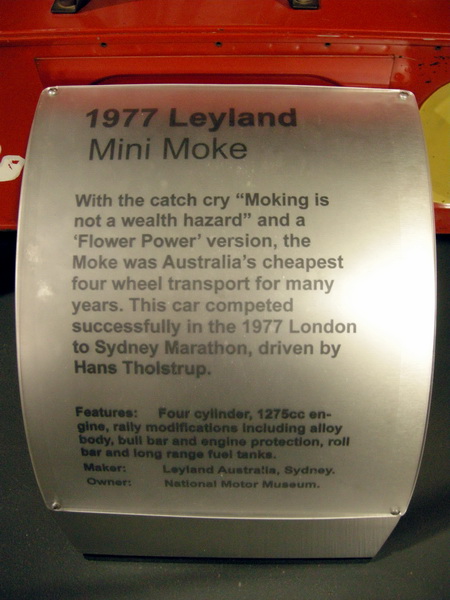 1977 Leyland
Mini Moke
With the catch cry “Moking is
not a wealth hazard” and a
‘Flower Power’ version, the
Moke was Australia’s cheapest
four wheel transport for many
years. This car competed
successfully in the 1977 London
to Sydney Marathon, driven by
Hans Tholstrup.
Features: Four cylinder, 1275cc en-
gine, rally modifications including alloy
body, bull bar and engine protection, roll
bar and long range fuel tanks.
Maker: Leyland Australia, Sydney.
Owner: National Motor Museum.